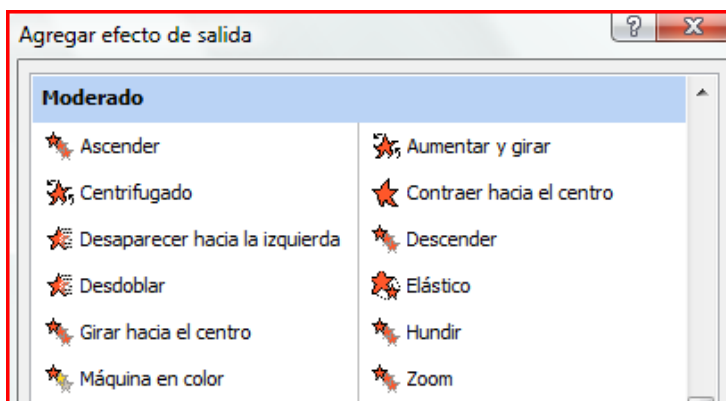 Agregar efecto de salida
Moderado
Ascender
Aumentar y girar
Centrifugado
Contraer hacia el centro
Desaparecer hacia la izquierda
Descender
Desdoblar
Elástico
Girar hacia el centro
Hundir
Máquina en color
Zoom